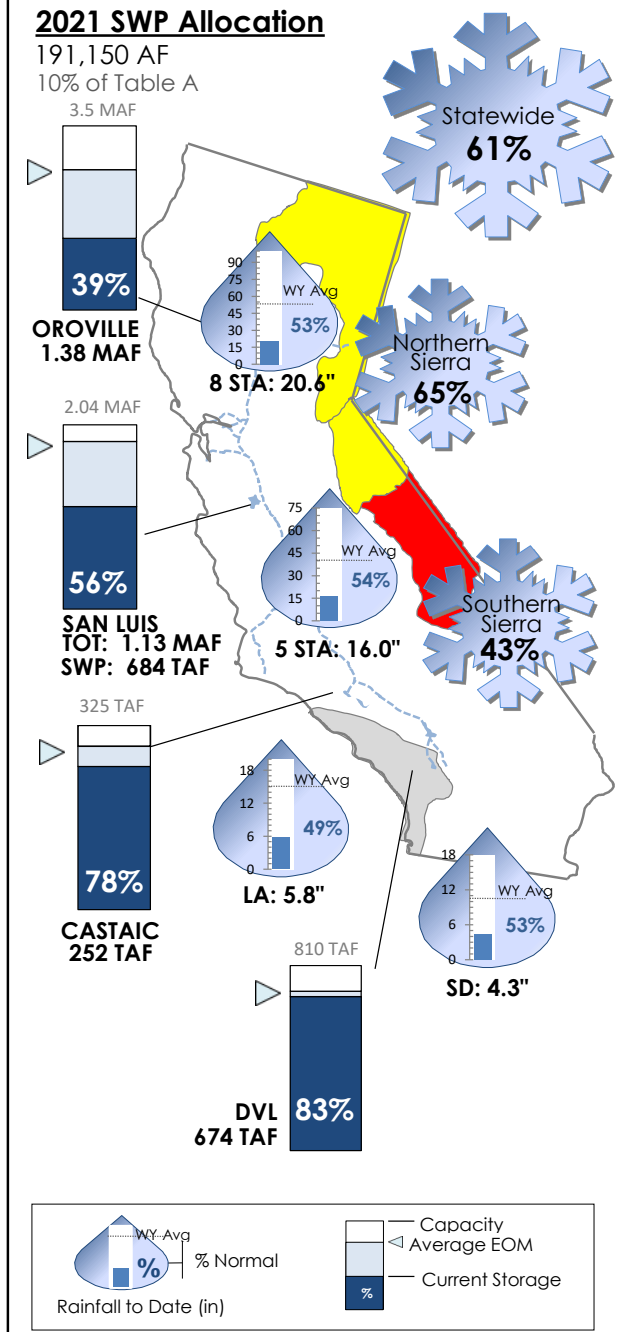 2021 SWP Allocation
191,150 AF
10% of Table A
3.5 MAF
39%
OROVILLE
1.38 MAF
Statewide
61%
90
75
60
45
30
15
0
WY Avg
53%
8 STA: 20.6"
Northern
Sierra
65%
2.04 MAF
56%
SAN LUIS
TOT: 1.13 MAF
SWP: 684 TAF
75
60
45
30
15
0
WY Avg
54%
5 STA: 16.0"
Southern
Sierra
43%
325 TAF
78%
CASTAIC
252 TAF
18
12
6
0
WY Avg
49%
LA: 5.8"
18
12
6
0
WY Avg
53%
SD: 4.3"
810 TAF
83%
DVL
674 TAF
WY Avg
%
% Normal
Rainfall to Date (in)
Capacity
Average EOM
Current Storage
%